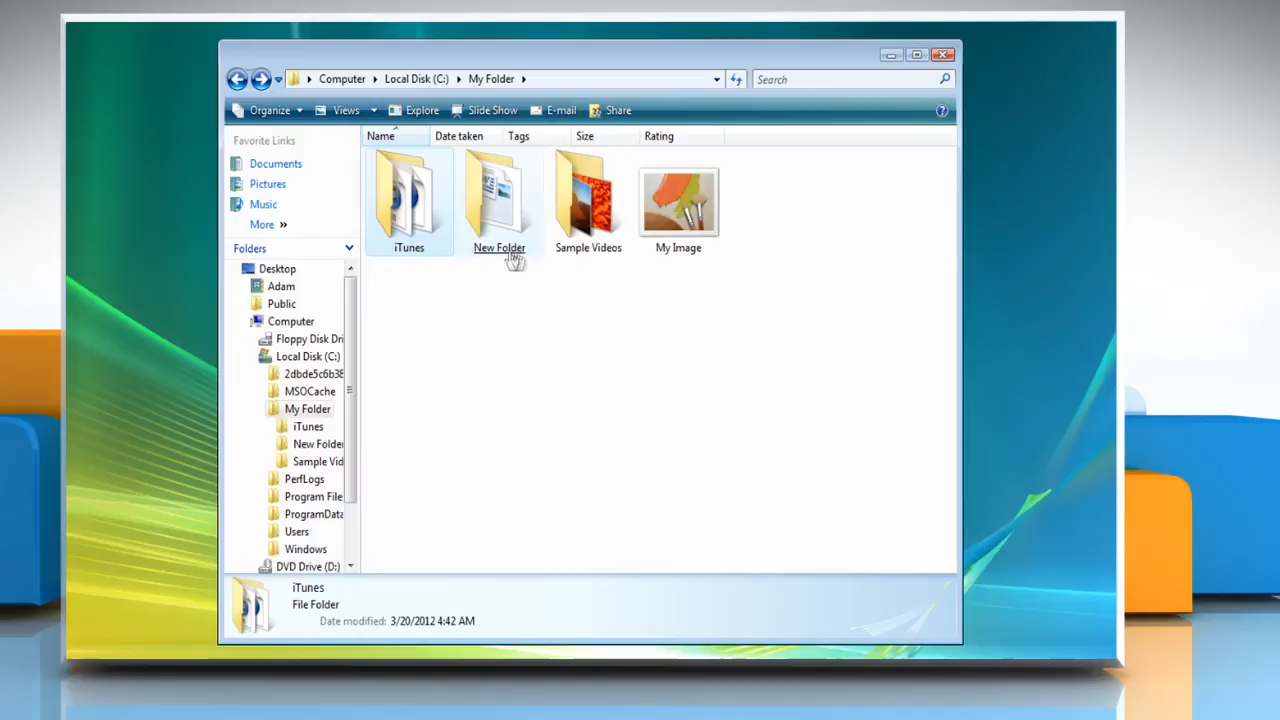 Computer Local Disk (C:) My Folder
Search
Organize Views Explore Slide Show E-mail Share
Favorite Links
Documents
Pictures
Music
More »
Folders
Desktop
Adam
Public
Computer
Floppy Disk Dri
Local Disk (C:)
2dbde5c6b38
MSOCache
My Folder
iTunes
New Folder
Sample Vid
PerfLogs
Program File
ProgramData
Users
Windows
DVD Drive (D:)
Name Date taken Tags Size Rating
iTunes New Folder Sample Videos My Image
iTunes
File Folder
Date modified: 3/20/2012 4:42 AM